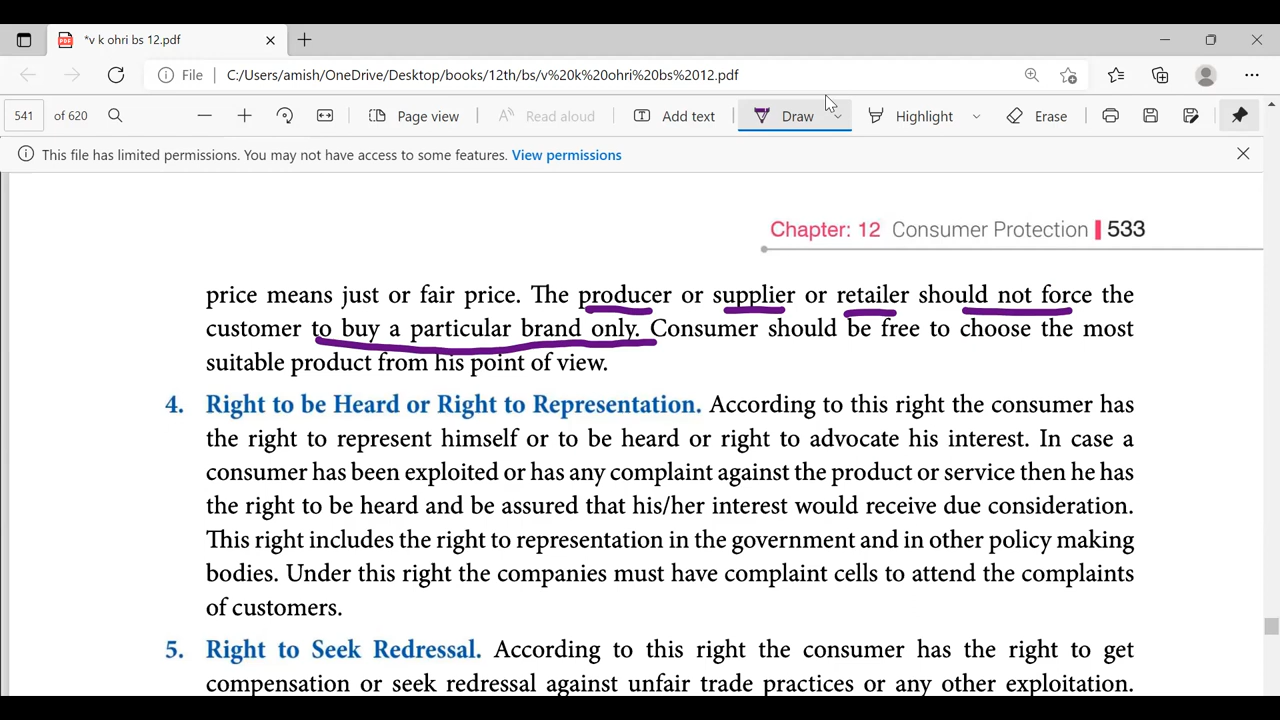 *v k ohri bs 12.pdf
File C:/Users/amish/OneDrive/Desktop/books/12th/bs/v%20k%20ohri%20bs%2012.pdf
541 of 620 Page view Read aloud Add text Draw Highlight Erase
This file has limited permissions. You may not have access to some features. View permissions
Chapter: 12 Consumer Protection 533
price means just or fair price. The producer or supplier or retailer should not force the
customer to buy a particular brand only. Consumer should be free to choose the most
suitable product from his point of view.
4. Right to be Heard or Right to Representation. According to this right the consumer has
the right to represent himself or to be heard or right to advocate his interest. In case a
consumer has been exploited or has any complaint against the product or service then he has
the right to be heard and be assured that his/her interest would receive due consideration.
This right includes the right to representation in the government and in other policy making
bodies. Under this right the companies must have complaint cells to attend the complaints
of customers.
5. Right to Seek Redressal. According to this right the consumer has the right to get
compensation or seek redressal against unfair trade practices or any other exploitation.